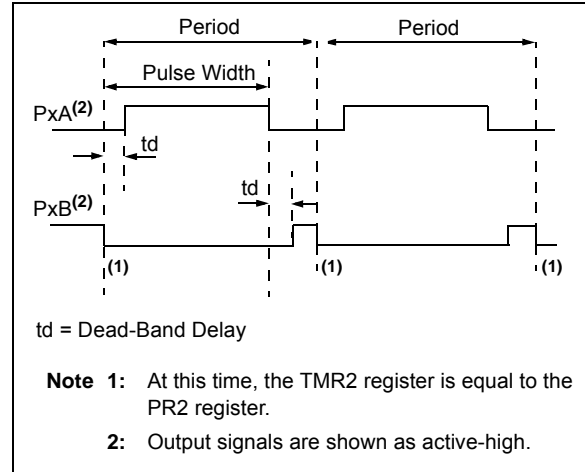 Period Period
Pulse Width
PxA(2)
td
td
PxB(2)
(1) (1) (1)
td = Dead-Band Delay
Note 1: At this time, the TMR2 register is equal to the
PR2 register.
2: Output signals are shown as active-high.